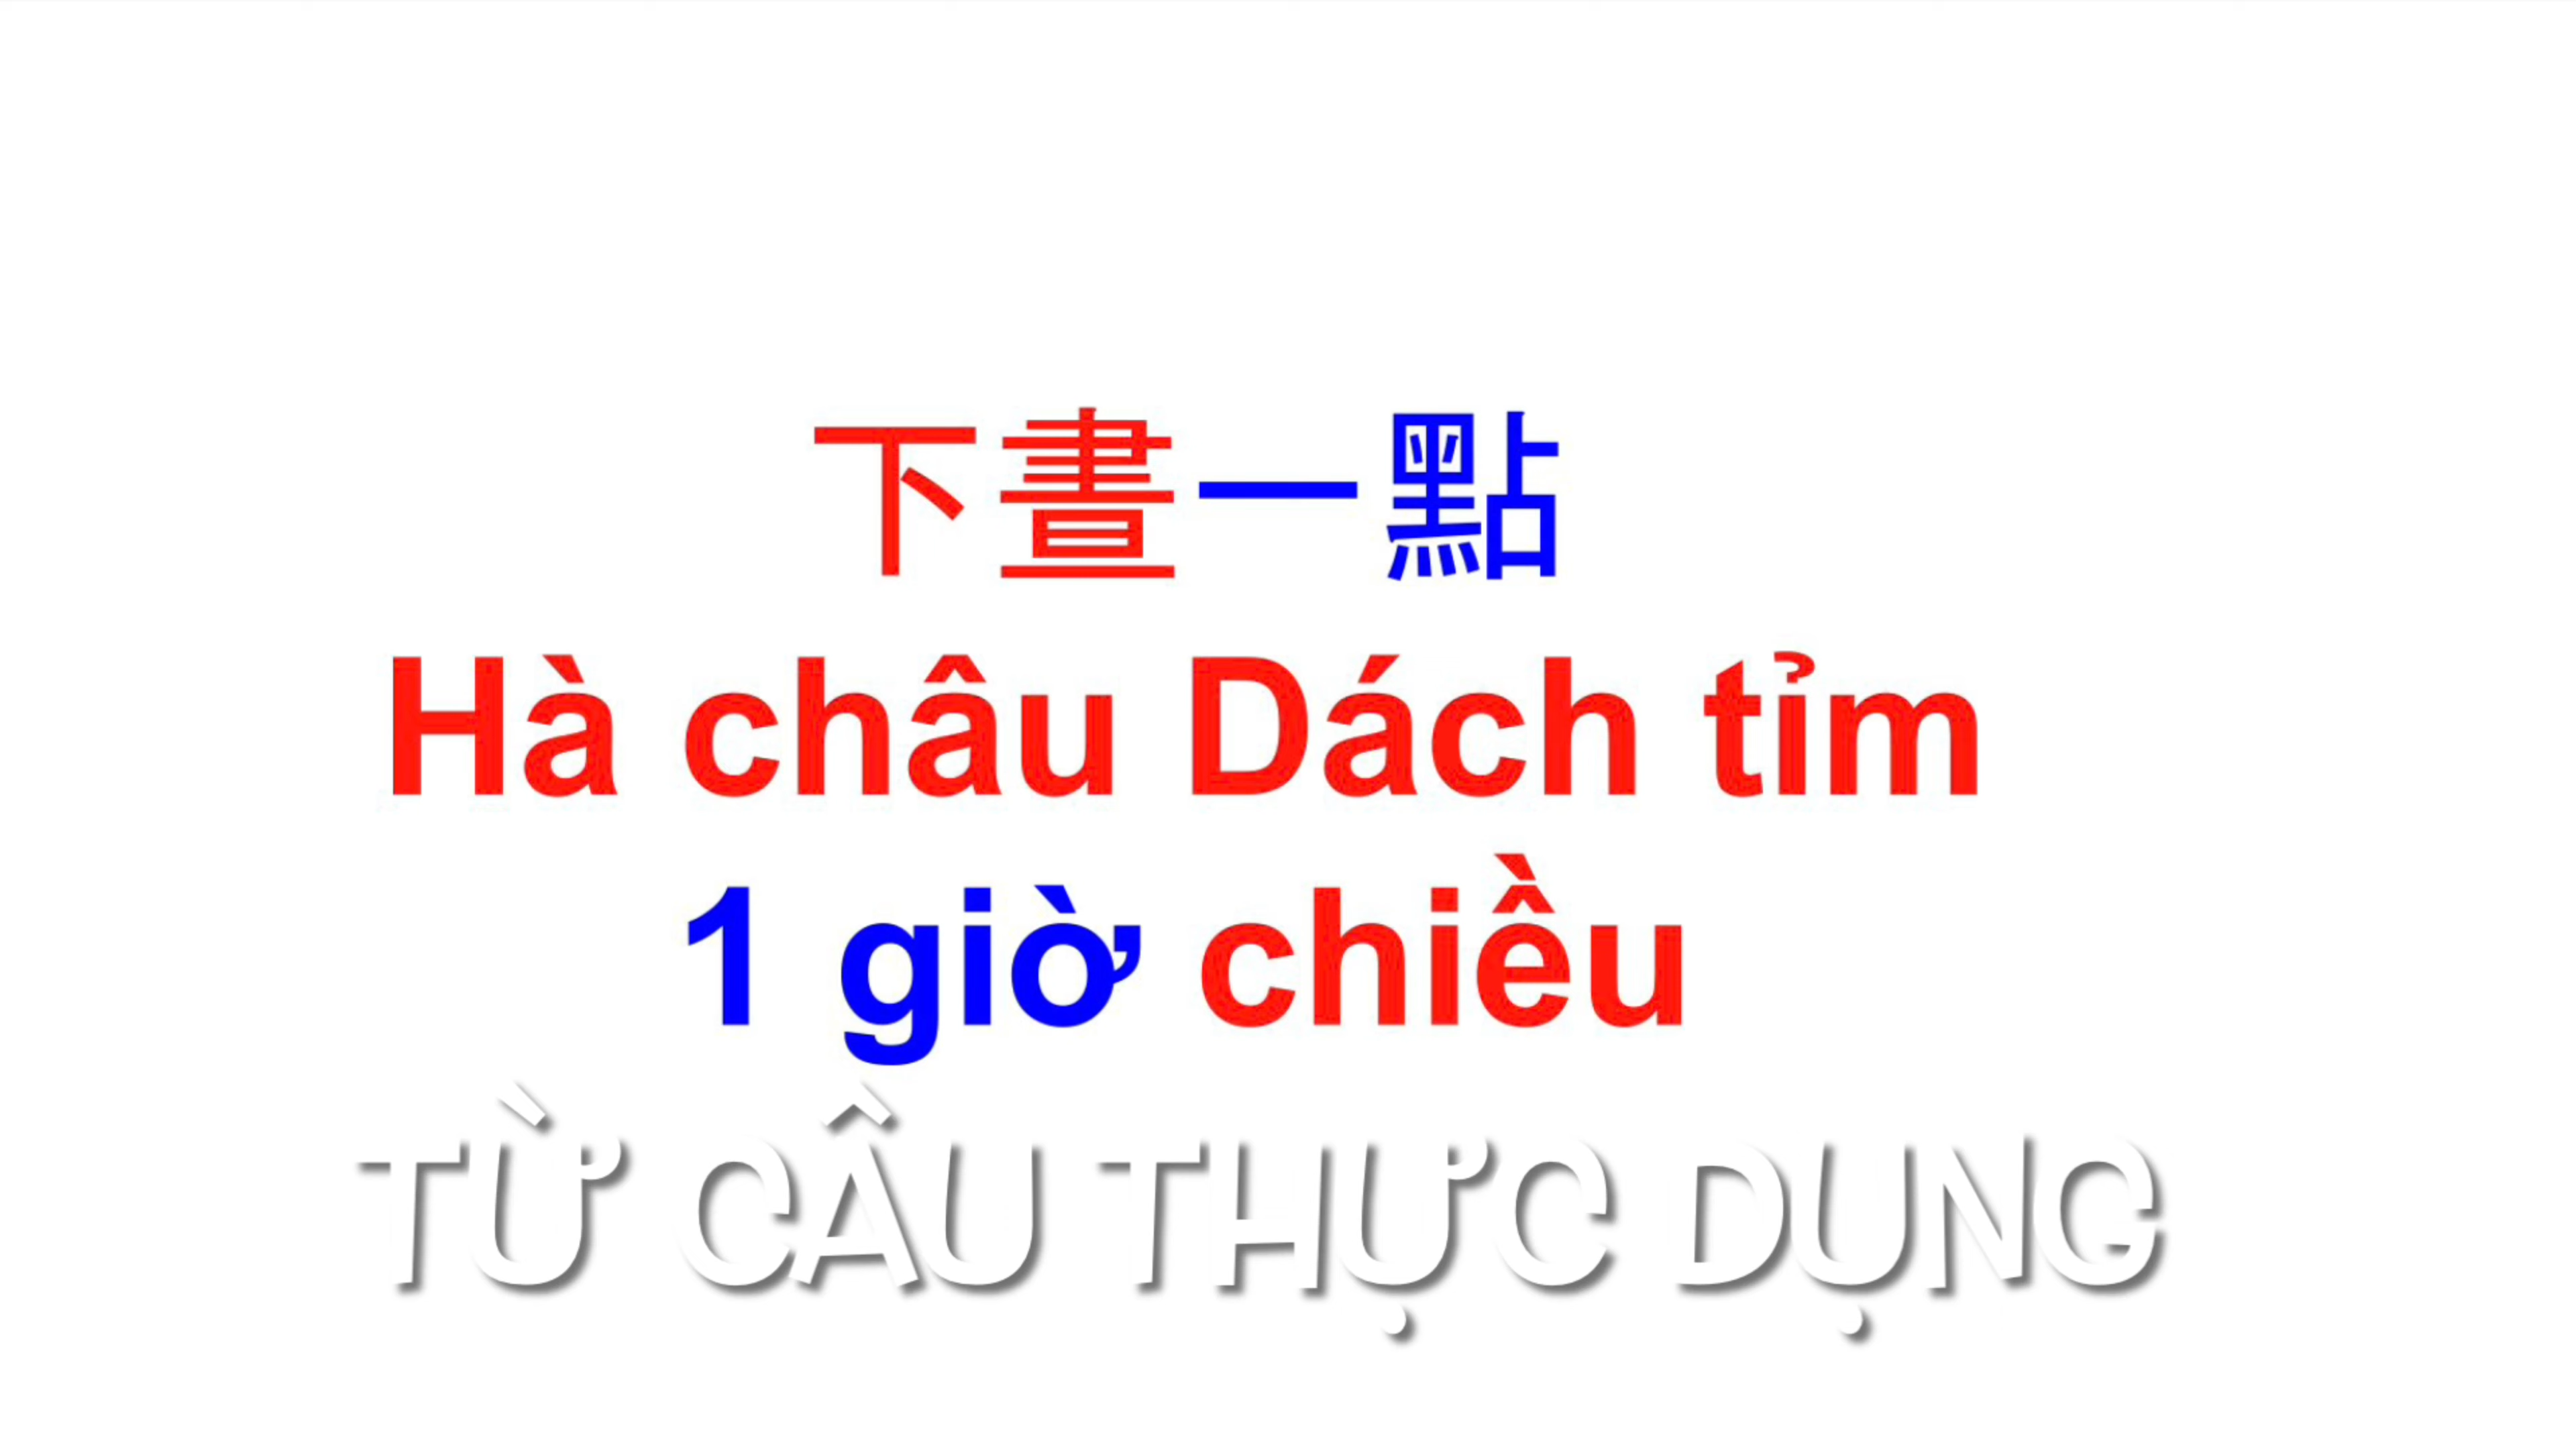 下晝一點
Hà châu Dách tỉm
1 giờ chiều
TỪ CÂU THỰC DỤNG